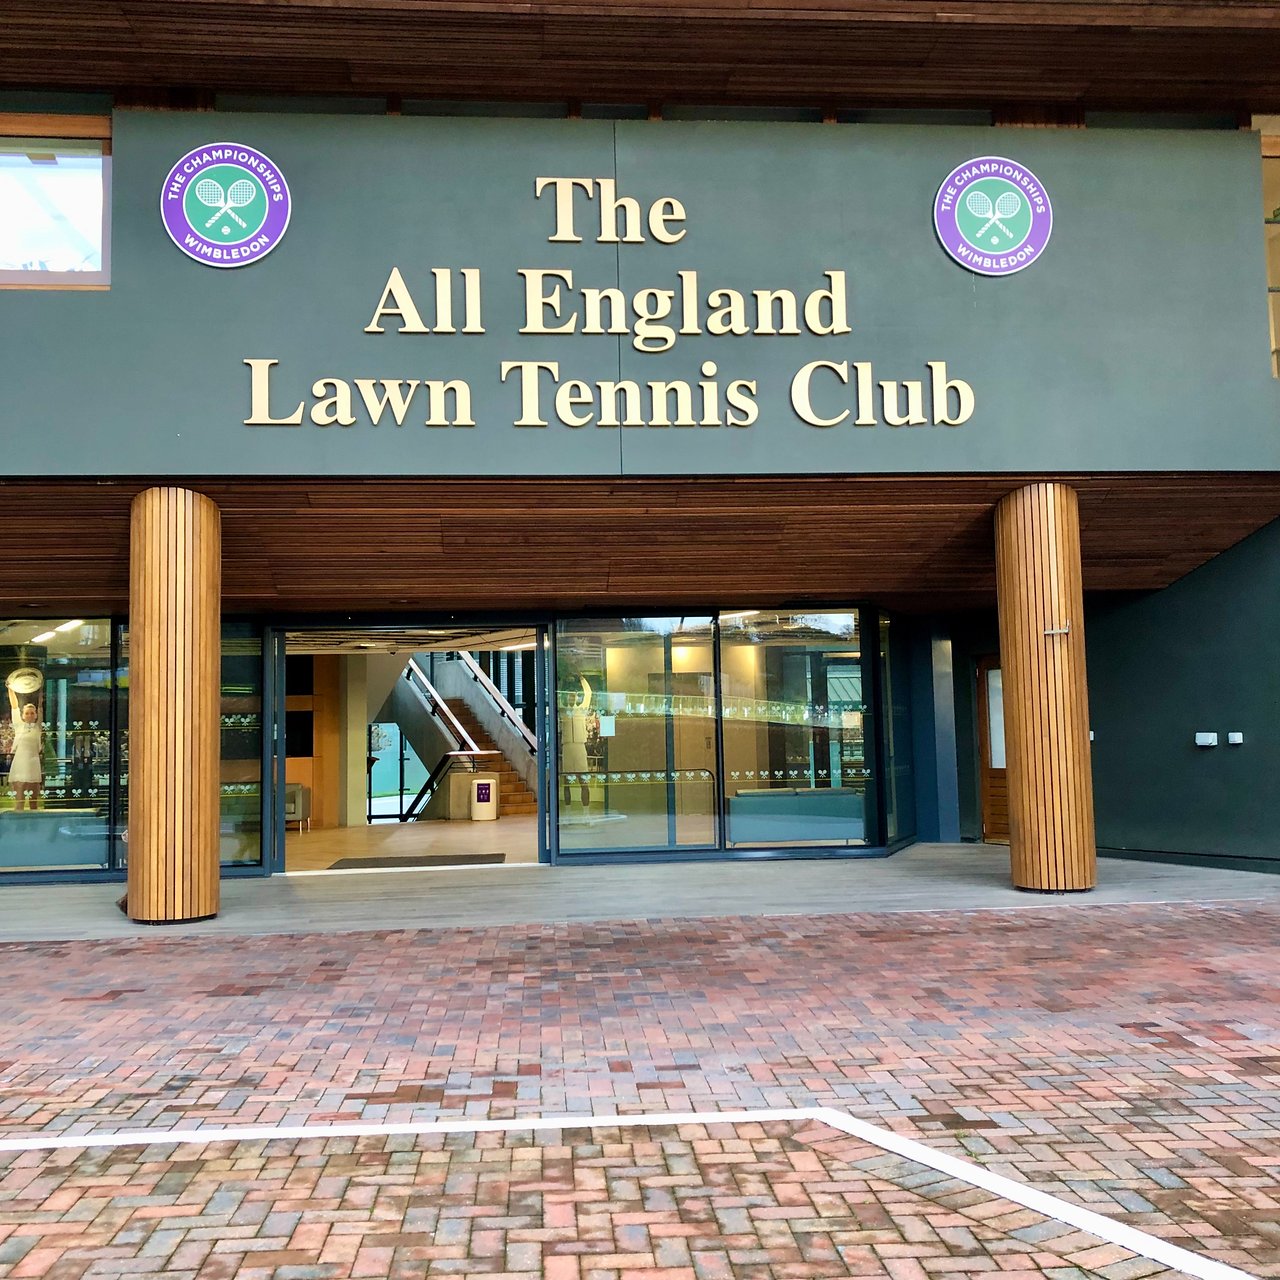 THE CHAMPIONSHIPS
WIMBLEDON
The
All England
Lawn Tennis Club
THE CHAMPIONSHIPS
WIMBLEDON